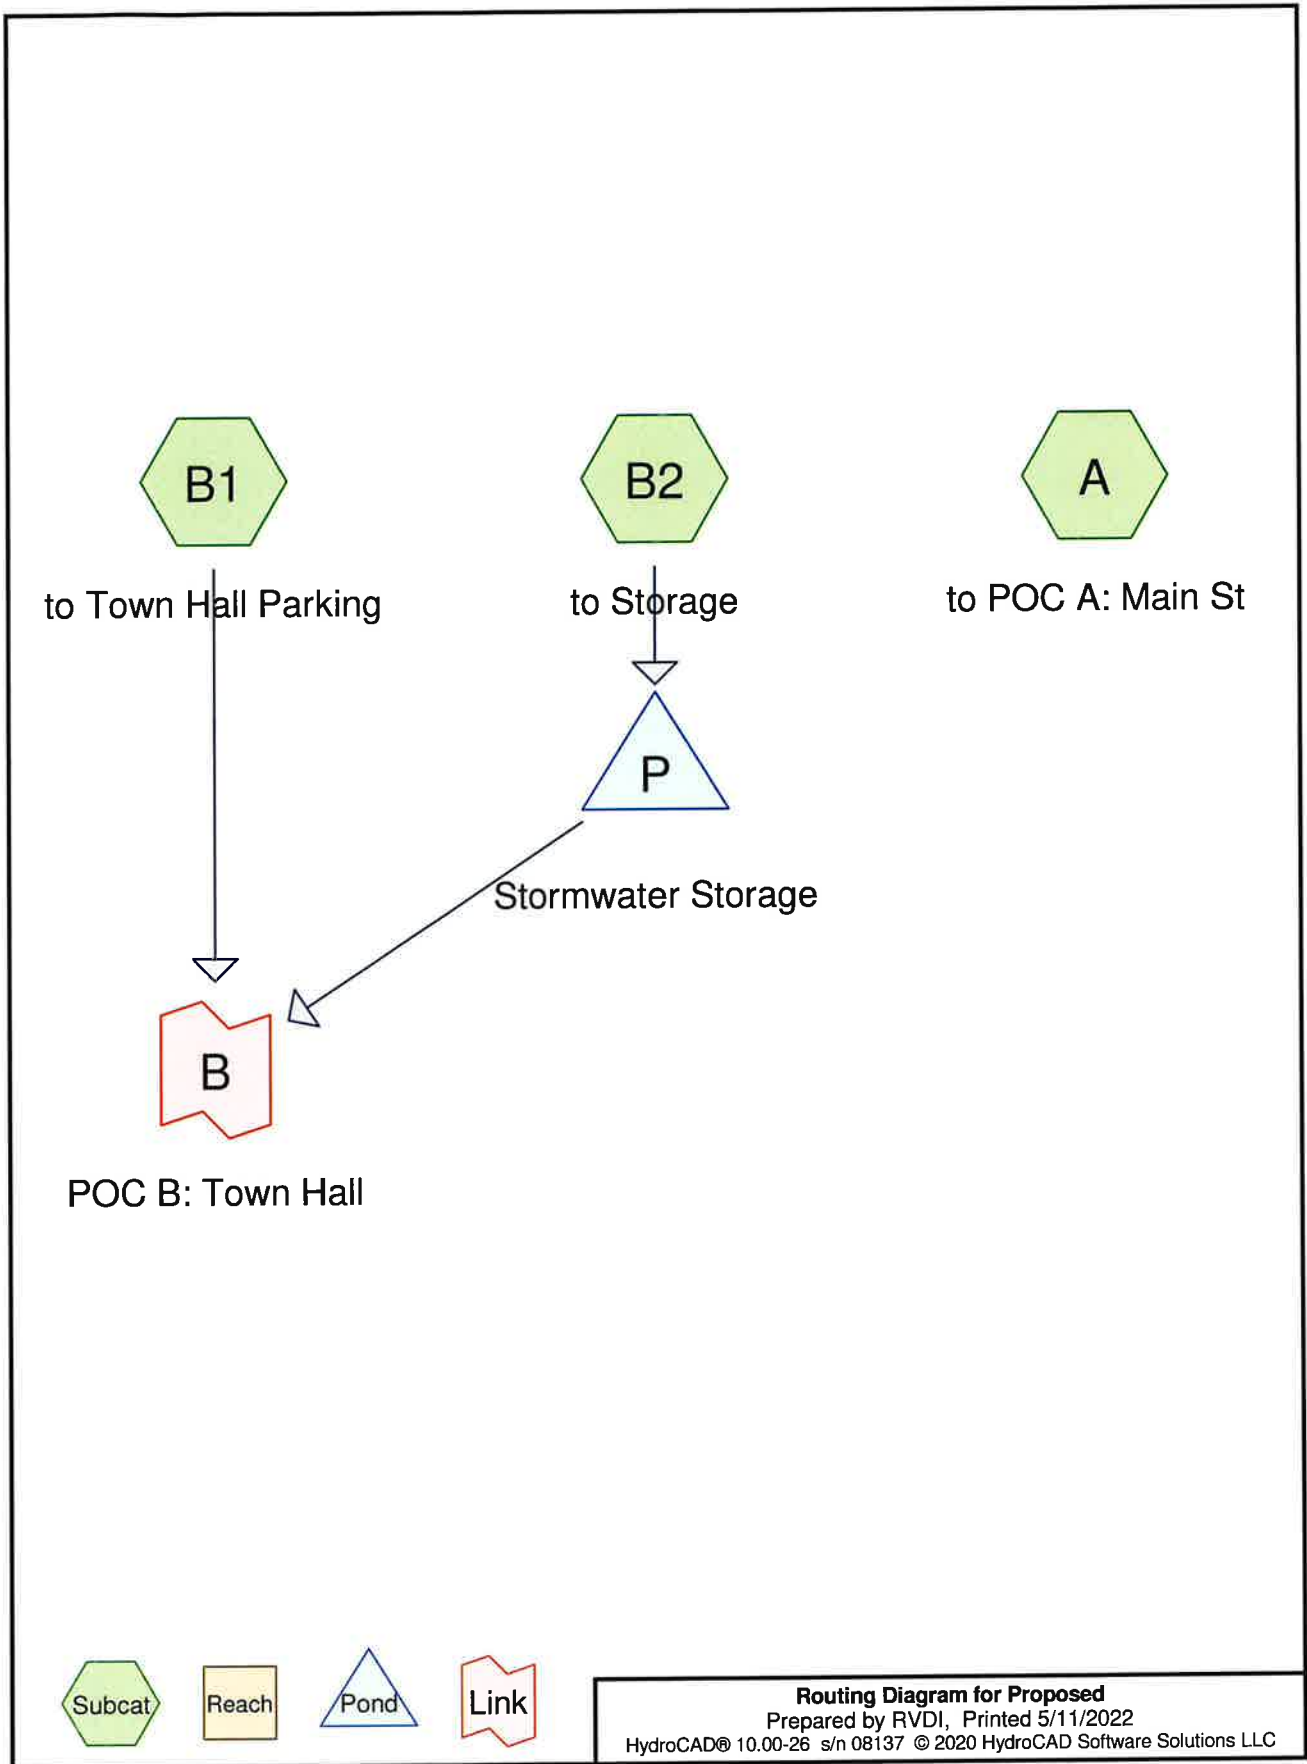 B1
B2
A
to Town Hall Parking
to Storage
to POC A: Main St
P
Stormwater Storage
B
POC B: Town Hall
Subcat
Reach
Pond
Link
Routing Diagram for Proposed
Prepared by RVDI, Printed 5/11/2022
HydroCAD® 10.00-26 s/n 08137 © 2020 HydroCAD Software Solutions LLC